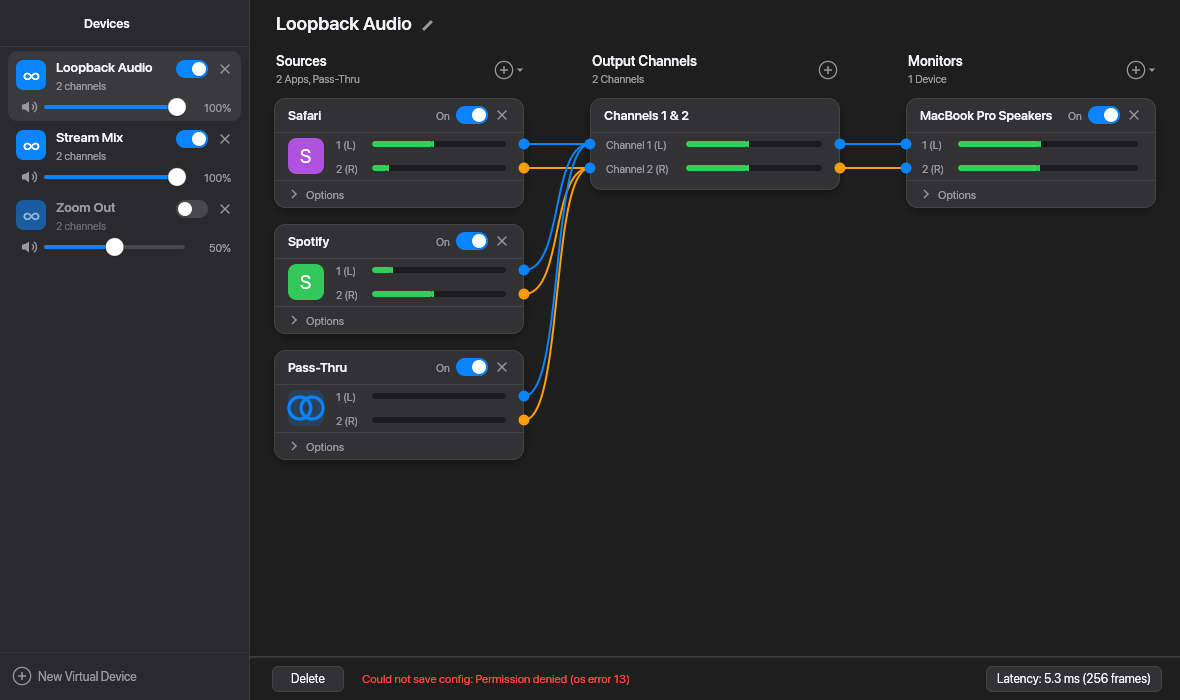 Devices
Loopback Audio
2 channels
100%
Stream Mix
2 channels
100%
Zoom Out
2 channels
50%
New Virtual Device
Loopback Audio
Sources
2 Apps, Pass-Thru
Output Channels
2 Channels
Monitors
1 Device
Safari
On
S
1 (L)
2 (R)
Options
Spotify
On
S
1 (L)
2 (R)
Options
Pass-Thru
On
1 (L)
2 (R)
Options
Channels 1 & 2
Channel 1 (L)
Channel 2 (R)
MacBook Pro Speakers
On
1 (L)
2 (R)
Options
Delete
Could not save config: Permission denied (os error 13)
Latency: 5.3 ms (256 frames)